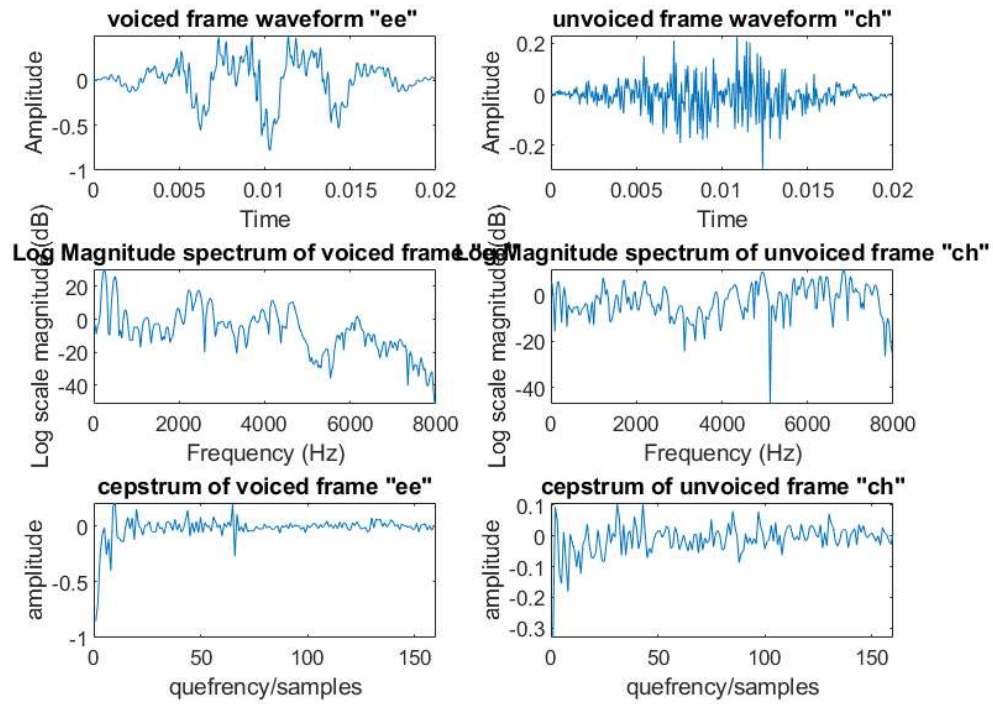 voiced frame waveform "ee"
Amplitude
0
-0.5
-1
0 0.005 0.01 0.015 0.02
Time
unvoiced frame waveform "ch"
Amplitude
0.2
0
-0.2
0 0.005 0.01 0.015 0.02
Time
Log Magnitude spectrum of voiced frame "ee"
Log scale magnitude (dB)
20
0
-20
-40
0 2000 4000 6000 8000
Frequency (Hz)
Log Magnitude spectrum of unvoiced frame "ch"
Log scale magnitude (dB)
0
-20
-40
0 2000 4000 6000 8000
Frequency (Hz)
cepstrum of voiced frame "ee"
amplitude
0
-0.5
-1
0 50 100 150
quefrency/samples
cepstrum of unvoiced frame "ch"
amplitude
0.1
0
-0.1
-0.2
-0.3
0 50 100 150
quefrency/samples